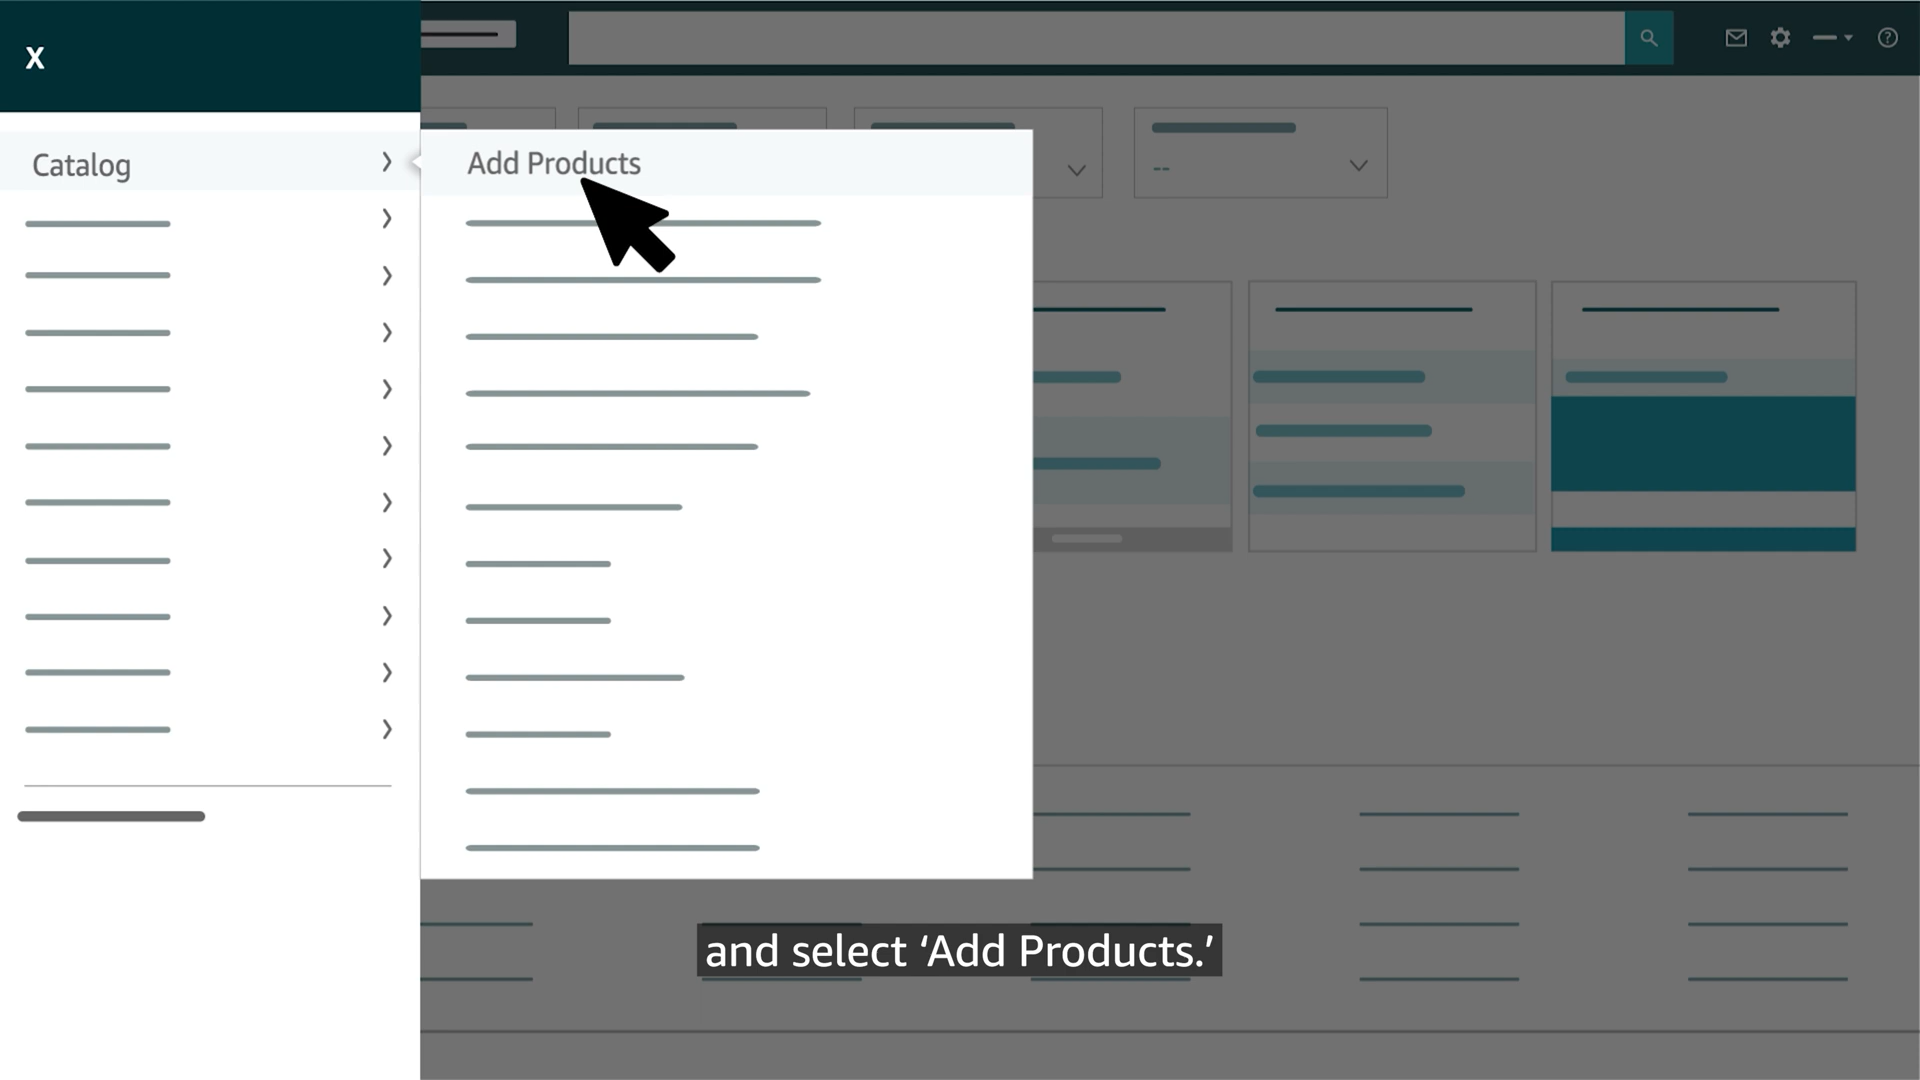 X
Catalog
Add Products
--
and select ‘Add Products.’